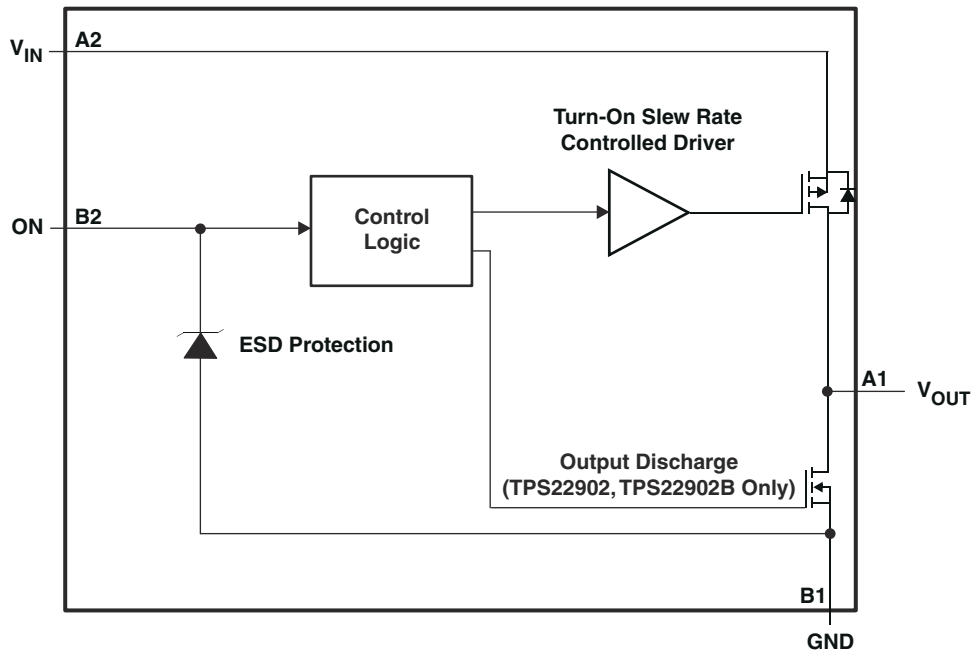 V_IN A2
Turn-On Slew Rate
Controlled Driver
ON B2
Control
Logic
ESD Protection
A1 V_OUT
Output Discharge
(TPS22902, TPS22902B Only)
B1
GND